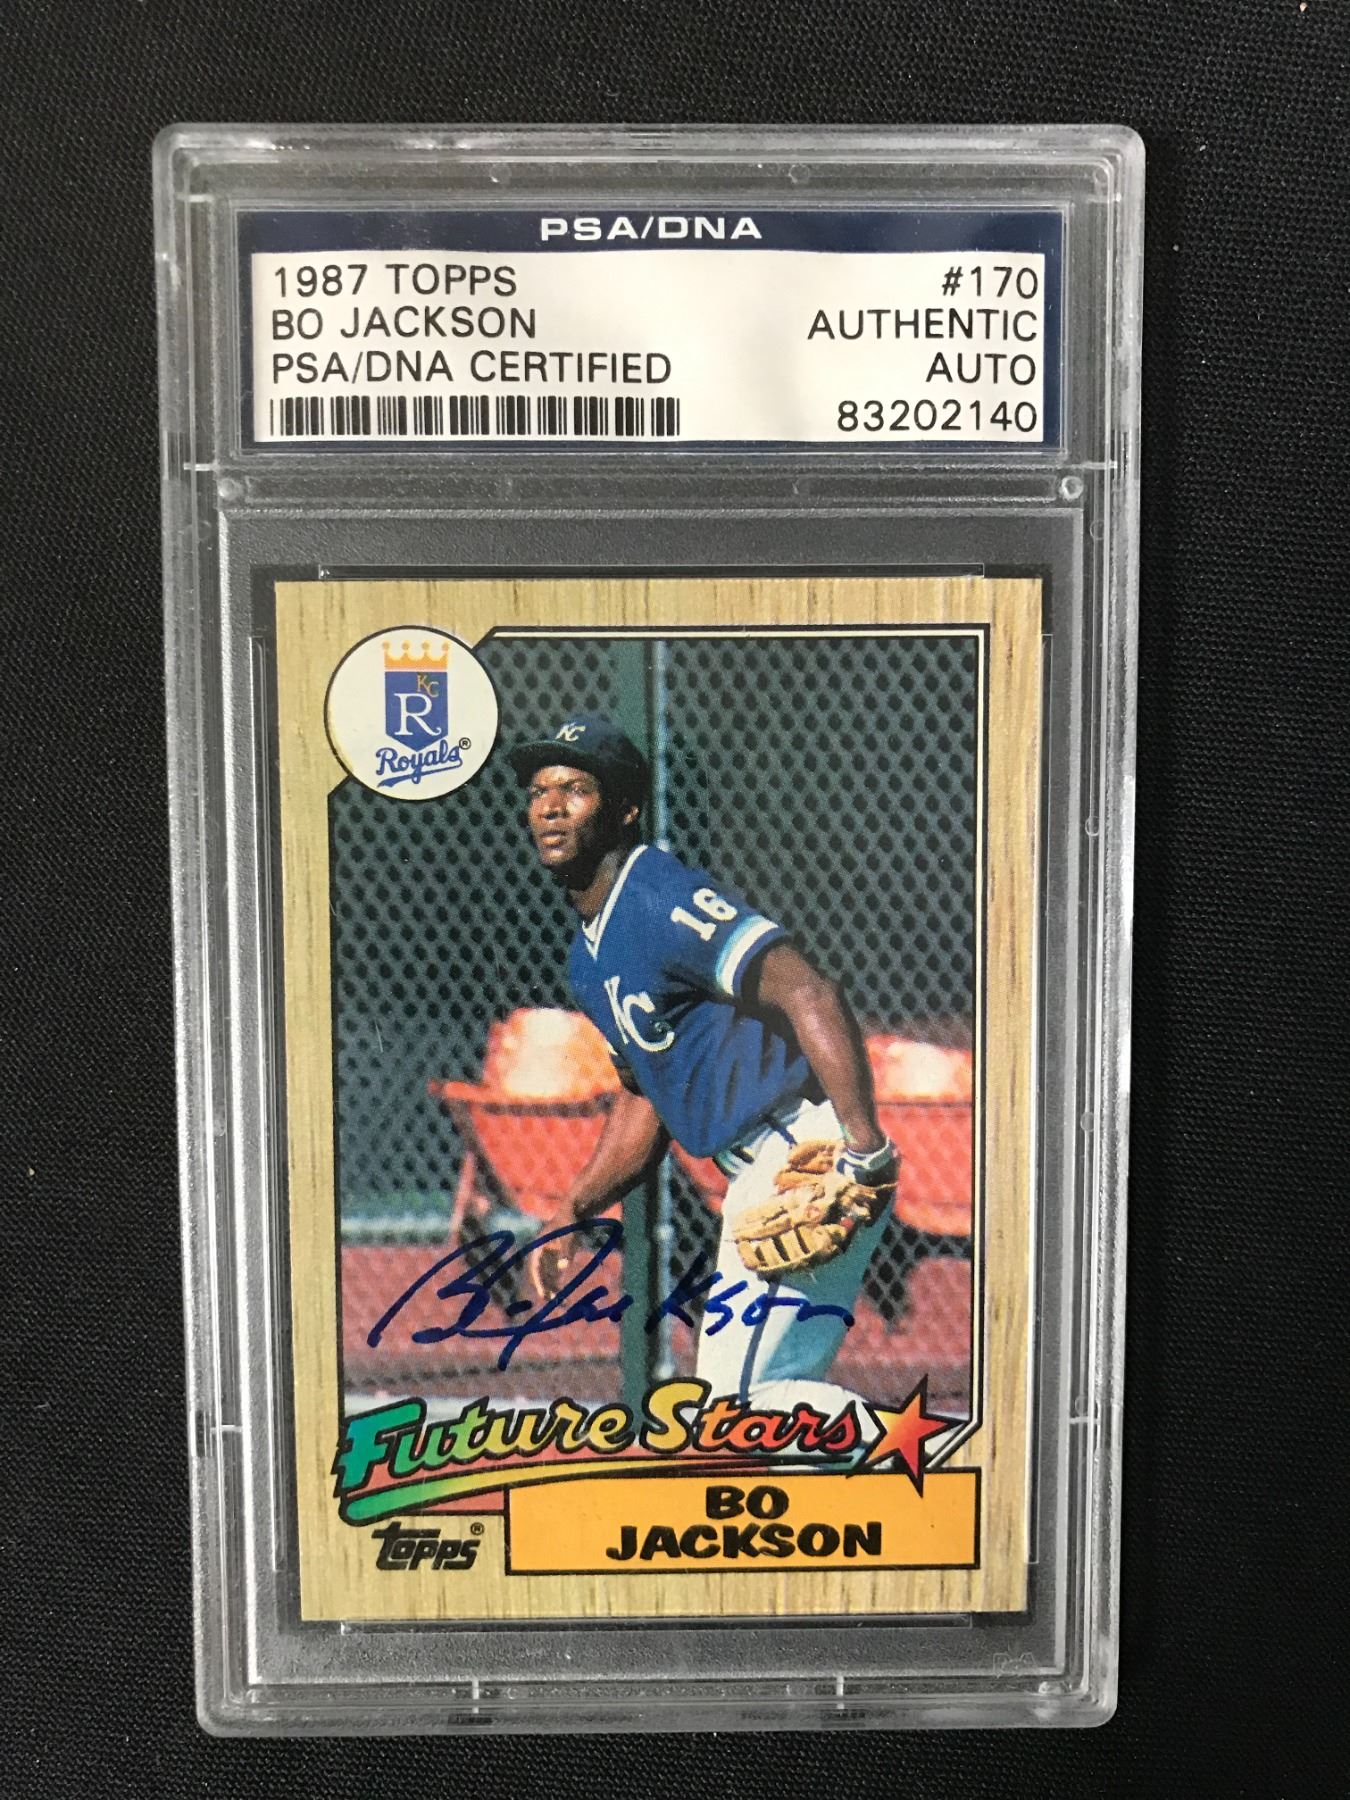 PSA/DNA
1987 TOPPS #170
BO JACKSON AUTHENTIC
PSA/DNA CERTIFIED AUTO
83202140
KC
R
Royals®
KC
16
KC
Bo Jackson
Future Stars
BO
JACKSON
Topps®